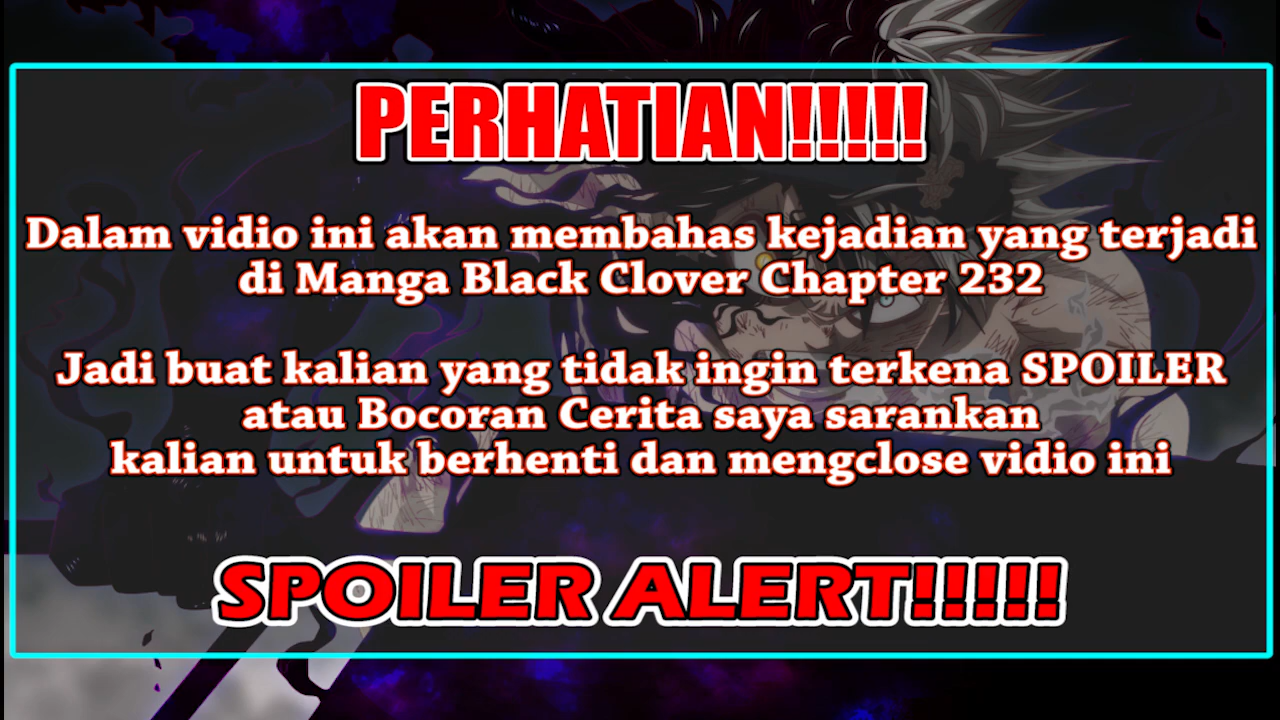 PERHATIAN!!!!!
Dalam vidio ini akan membahas kejadian yang terjadi
di Manga Black Clover Chapter 232
Jadi buat kalian yang tidak ingin terkena SPOILER
atau Bocoran Cerita saya sarankan
kalian untuk berhenti dan mengclose vidio ini
SPOILER ALERT!!!!!